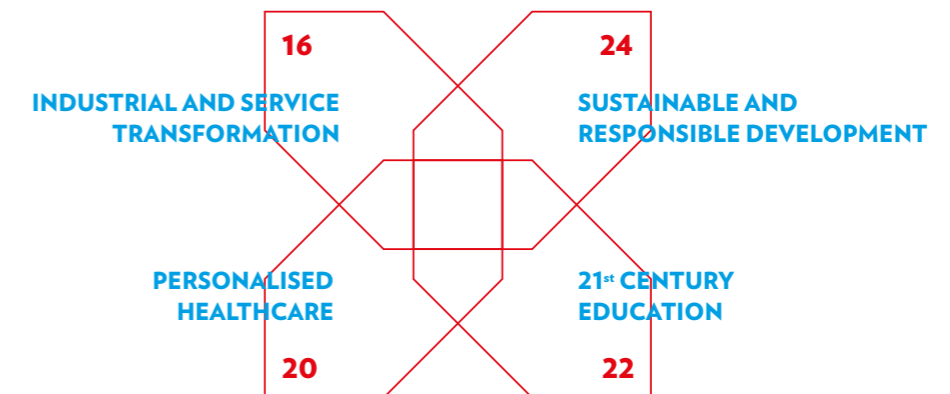 16
INDUSTRIAL AND SERVICE
TRANSFORMATION
24
SUSTAINABLE AND
RESPONSIBLE DEVELOPMENT
PERSONALISED
HEALTHCARE
20
21st CENTURY
EDUCATION
22